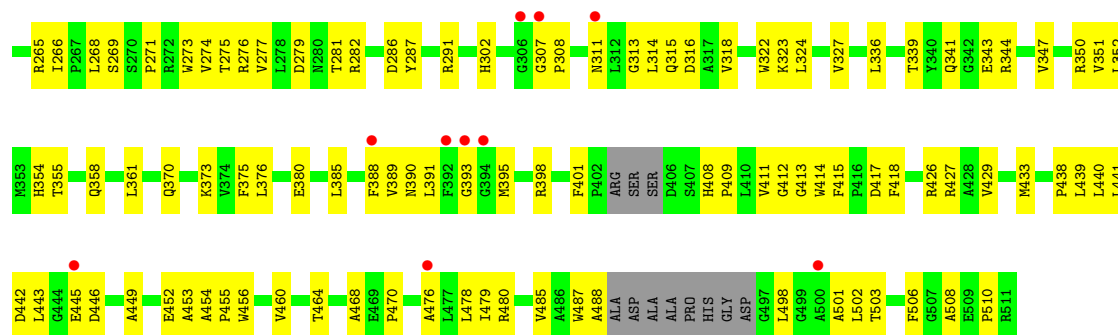 R265 I266 P267 L268 S269 S270 P271 R272 W273 V274 T275 R276 V277 L278 D279 N280 T281 R282 D286 Y287 R291 H302 G306 G307 P308 N311 L312 G313 L314 Q315 D316 A317 V318 W322 K323 L324 V327 L336 T339 Y340 Q341 G342 E343 R344 V347 R350 V351 L352
M353 H354 T355 Q358 L361 Q370 K373 V374 F375 L376 E380 L385 F388 V389 N390 L391 F392 G393 G394 M395 R398 F401 P402 ARG SER SER D406 S407 H408 P409 L410 V411 G412 G413 W414 F415 P416 D417 F418 R426 R427 A428 V429 M433 P438 L439 L440 L441
D442 L443 G444 E445 D446 A449 E452 A453 A454 P455 W456 V460 T464 A468 E469 P470 A476 L477 L478 I479 R480 V485 A486 W487 A488 ALA ASP ALA ALA PRO HIS GLY ASP G497 L498 G499 A500 A501 L502 T503 F506 G507 A508 E509 P510 R511